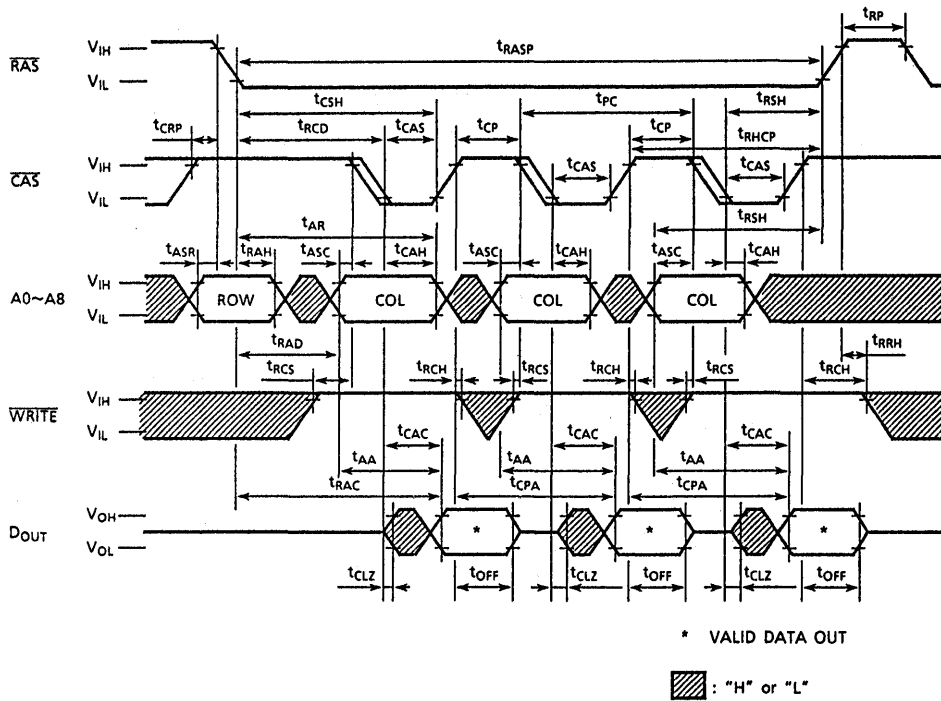 tRP
VIH
RAS
tRASP
VIL
tCSH
tPC
tRSH
tCRP
tRCD
tCAS
tCP
tCP
tRHCP
VIH
CAS
tCAS
tCAS
VIL
tAR
tRSH
tASR
tRAH
tASC
tCAH
tASC
tCAH
tASC
tCAH
VIH
A0~A8
ROW
COL
COL
COL
VIL
tRAD
tRRH
tRCS
tRCH
tRCS
tRCH
tRCS
tRCH
VIH
WRITE
VIL
tCAC
tCAC
tCAC
tAA
tAA
tAA
tRAC
tCPA
tCPA
VOH
DOUT
*
*
*
VOL
tCLZ
tOFF
tCLZ
tOFF
tCLZ
tOFF
* VALID DATA OUT
: "H" or "L"